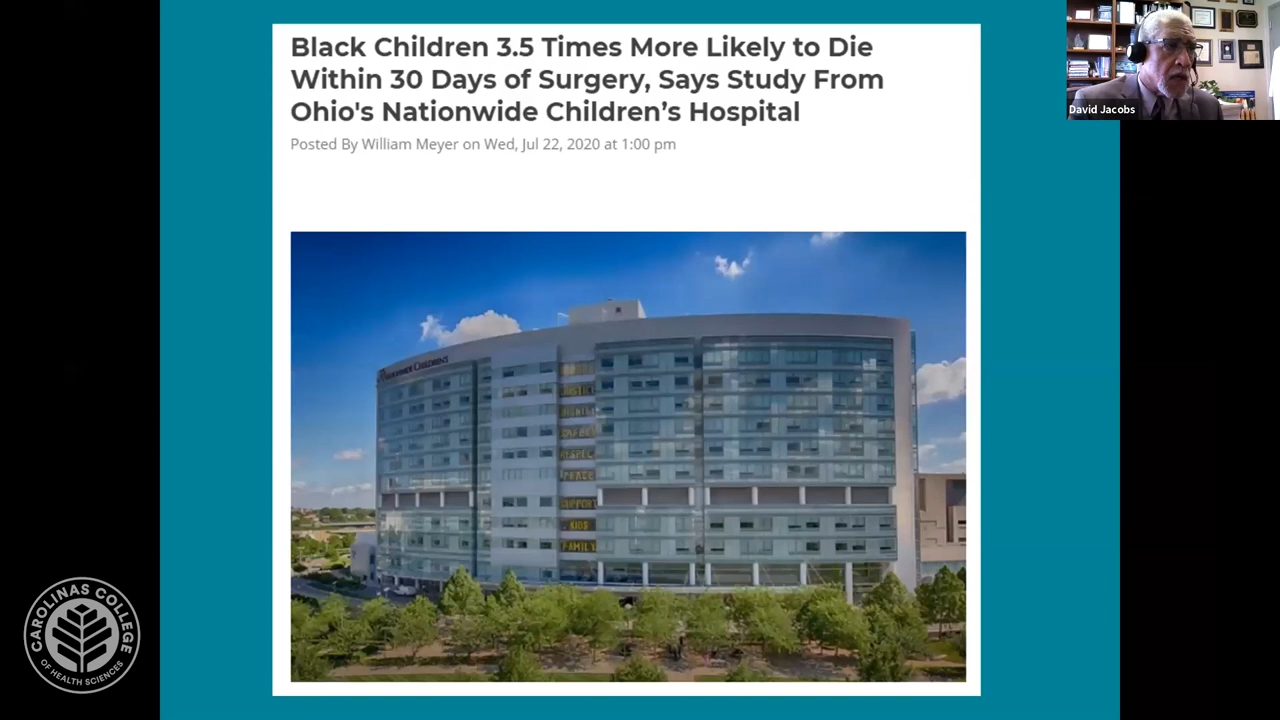 Black Children 3.5 Times More Likely to Die
Within 30 Days of Surgery, Says Study From
Ohio's Nationwide Children’s Hospital
Posted By William Meyer on Wed, Jul 22, 2020 at 1:00 pm
David Jacobs
PEACE
SUPPORT
KIDS
FAMILY
CAROLINAS COLLEGE
OF HEALTH SCIENCES